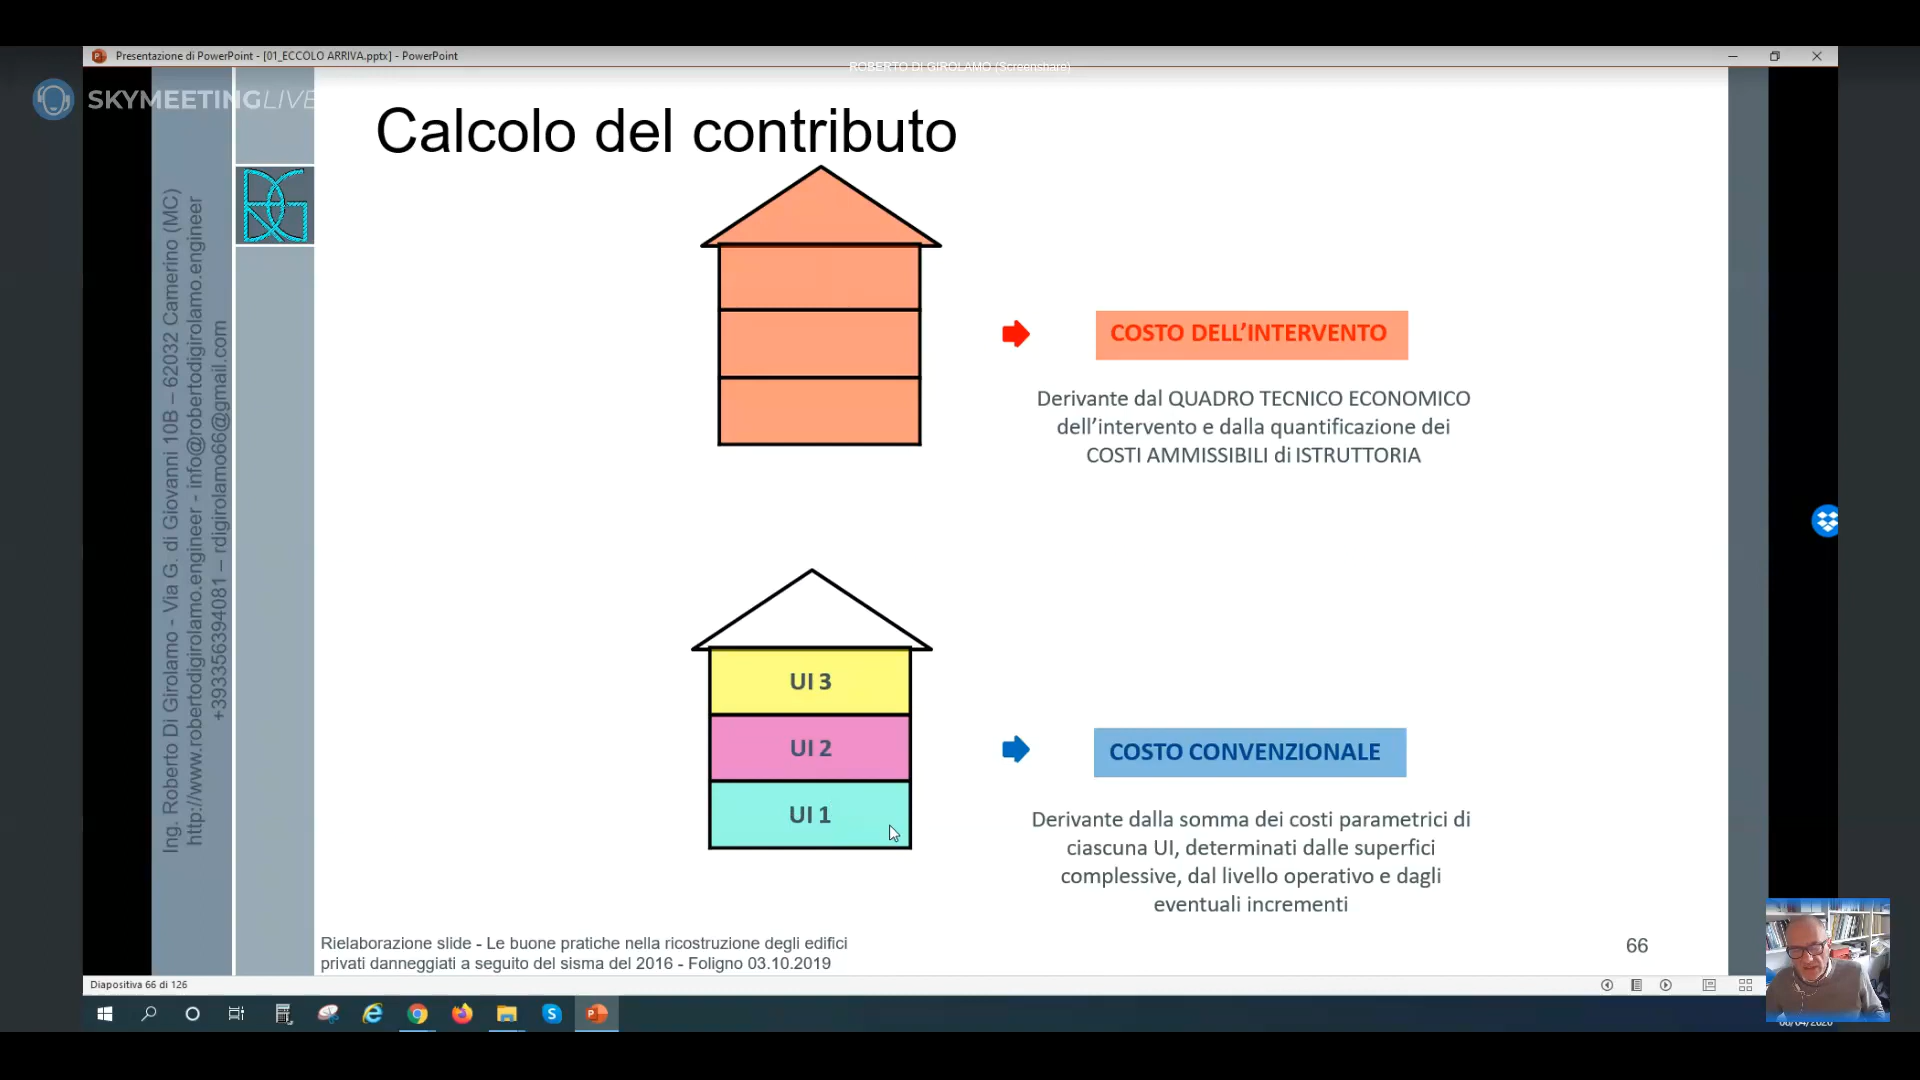 Presentazione di PowerPoint - [01_ECCOLO ARRIVA.pptx] - PowerPoint
ROBERTO DI GIROLAMO (Screenshare)
SKYMEETINGLIVE
Calcolo del contributo
Ing. Roberto Di Girolamo - Via G. di Giovanni 10B – 62032 Camerino (MC)
http://www.robertodigirolamo.engineer - info@robertodigirolamo.engineer
+393356394081 – rdigirolamo66@gmail.com
COSTO DELL’INTERVENTO
Derivante dal QUADRO TECNICO ECONOMICO
dell’intervento e dalla quantificazione dei
COSTI AMMISSIBILI di ISTRUTTORIA
UI 3
UI 2
UI 1
COSTO CONVENZIONALE
Derivante dalla somma dei costi parametrici di
ciascuna UI, determinati dalle superfici
complessive, dal livello operativo e dagli
eventuali incrementi
Rielaborazione slide - Le buone pratiche nella ricostruzione degli edifici
privati danneggiati a seguito del sisma del 2016 - Foligno 03.10.2019
66
Diapositiva 66 di 126